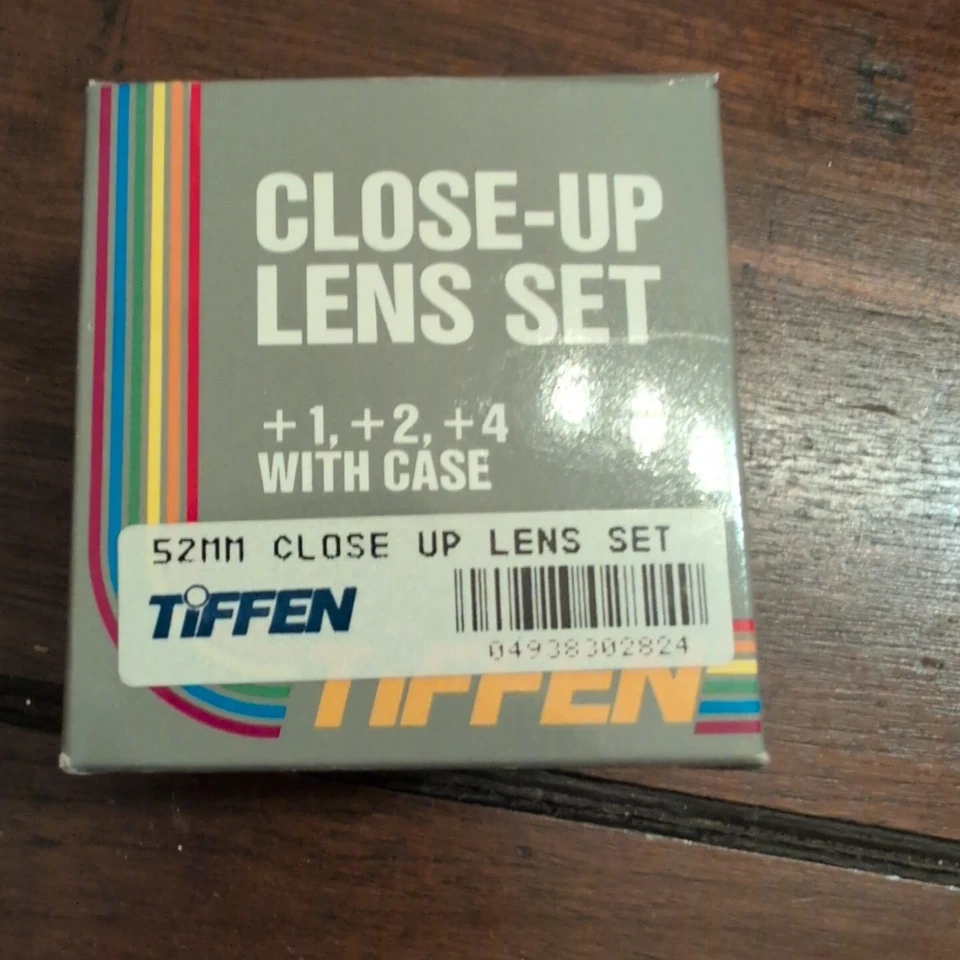 CLOSE-UP
LENS SET
+1, +2, +4
WITH CASE
52MM CLOSE UP LENS SET
TiFFEN
04938302824
TIFFEN